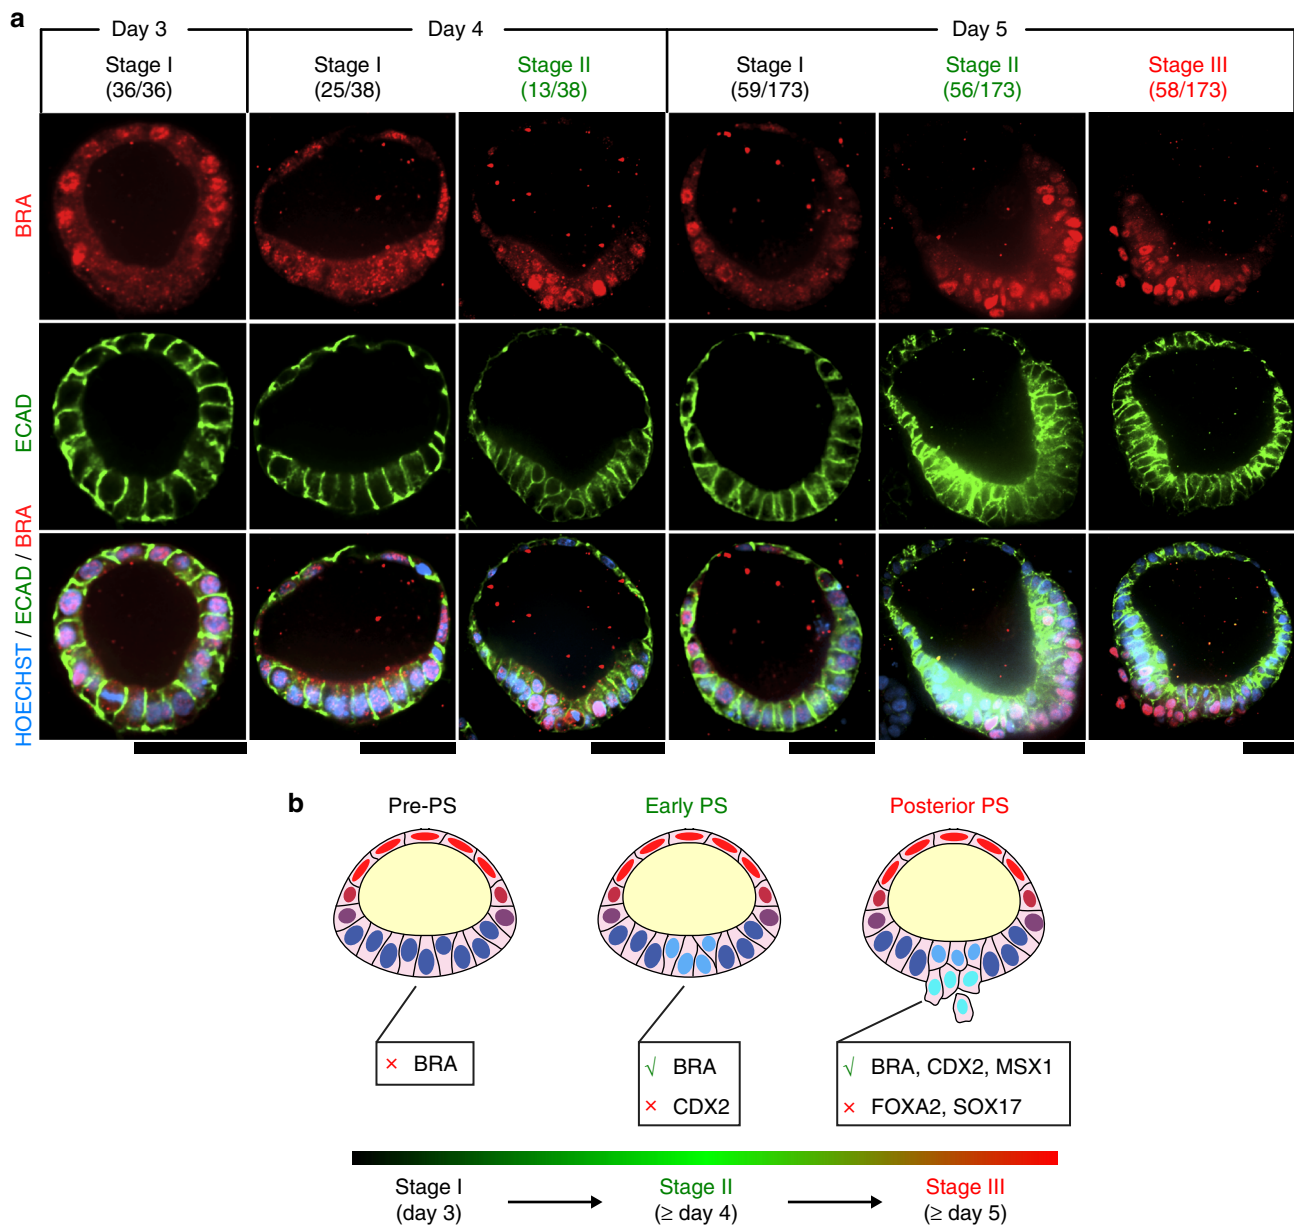 a
Day 3
Day 4
Day 5
Stage I
(36/36)
Stage I
(25/38)
Stage II
(13/38)
Stage I
(59/173)
Stage II
(56/173)
Stage III
(58/173)
BRA
ECAD
HOECHST / ECAD / BRA
b
Pre-PS
Early PS
Posterior PS
× BRA
√ BRA
× CDX2
√ BRA, CDX2, MSX1
× FOXA2, SOX17
Stage I
(day 3)
Stage II
(≥ day 4)
Stage III
(≥ day 5)